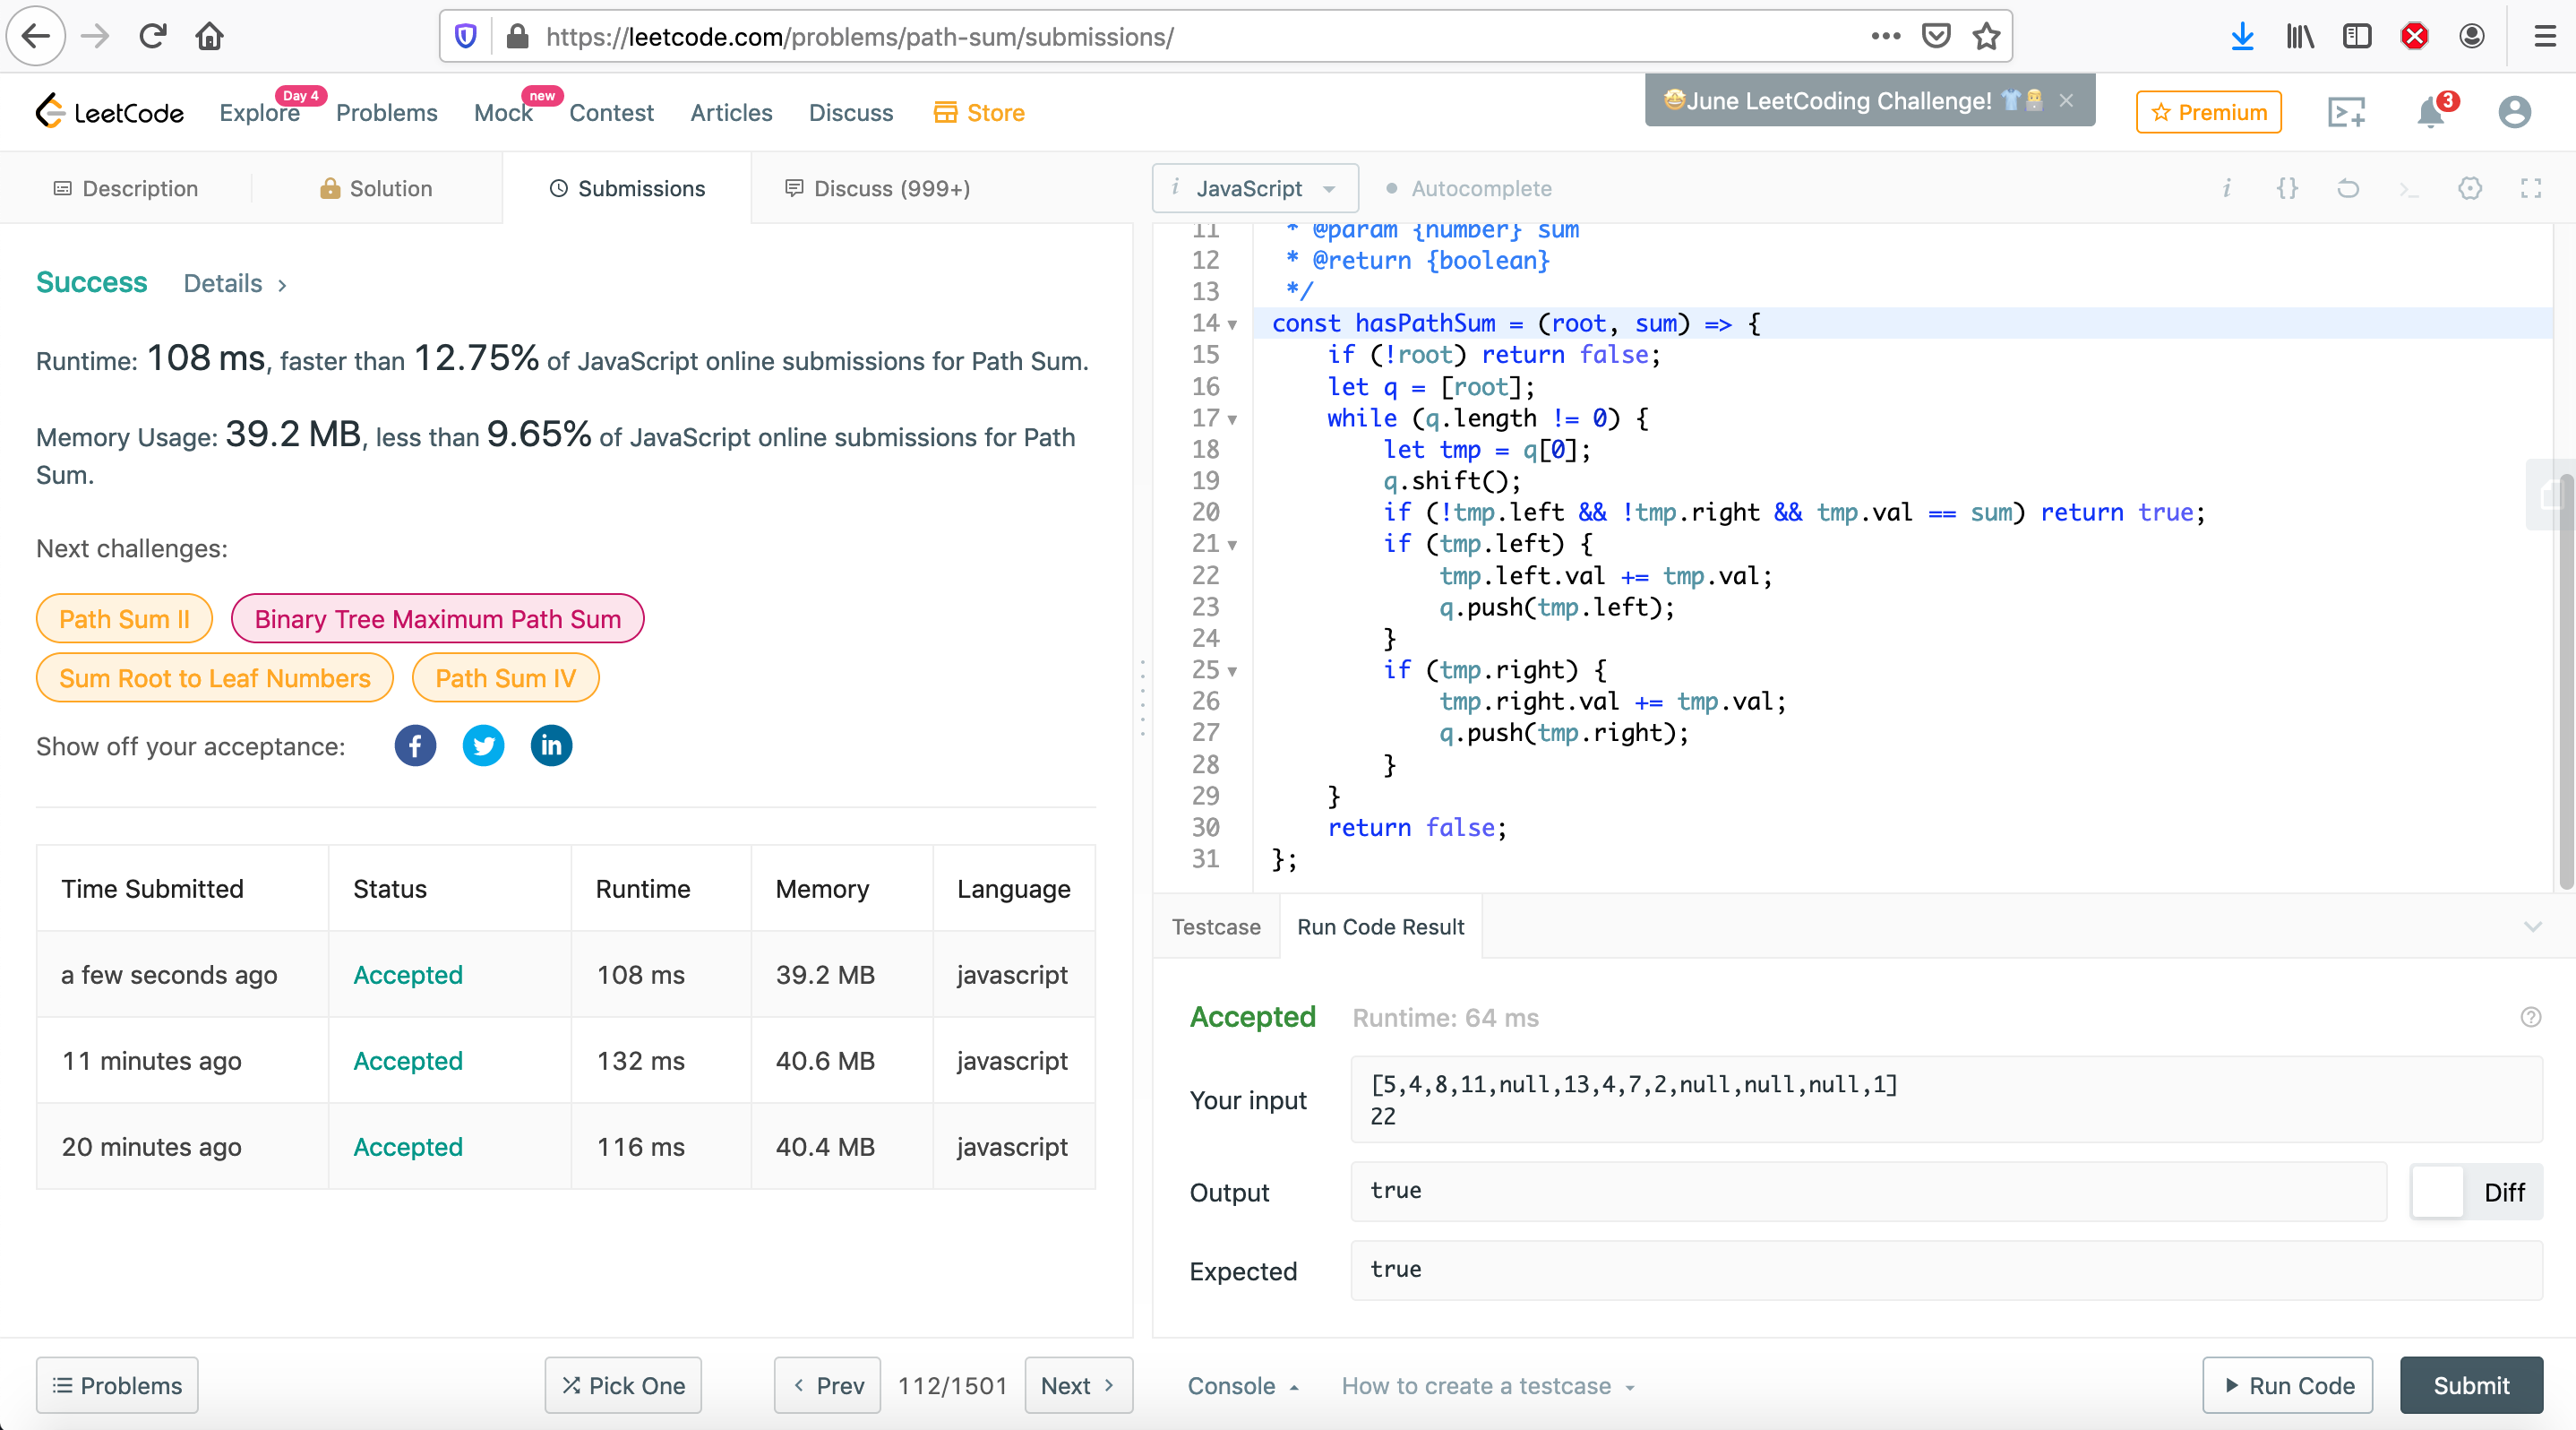 https://leetcode.com/problems/path-sum/submissions/
LeetCode
Explore Day 4 Problems Mock new Contest Articles Discuss Store
🤩June LeetCoding Challenge! 👕👩‍💻 ×
Premium
3
Description Solution Submissions Discuss (999+)
Success Details >
Runtime: 108 ms, faster than 12.75% of JavaScript online submissions for Path Sum.
Memory Usage: 39.2 MB, less than 9.65% of JavaScript online submissions for Path
Sum.
Next challenges:
Path Sum II Binary Tree Maximum Path Sum
Sum Root to Leaf Numbers Path Sum IV
Show off your acceptance: f in
Time Submitted Status Runtime Memory Language
a few seconds ago Accepted 108 ms 39.2 MB javascript
11 minutes ago Accepted 132 ms 40.6 MB javascript
20 minutes ago Accepted 116 ms 40.4 MB javascript
Problems Pick One < Prev 112/1501 Next >
i JavaScript Autocomplete
i {} >_
11 * @param {number} sum
12 * @return {boolean}
13 */
14 const hasPathSum = (root, sum) => {
15 if (!root) return false;
16 let q = [root];
17 while (q.length != 0) {
18 let tmp = q[0];
19 q.shift();
20 if (!tmp.left && !tmp.right && tmp.val == sum) return true;
21 if (tmp.left) {
22 tmp.left.val += tmp.val;
23 q.push(tmp.left);
24 }
25 if (tmp.right) {
26 tmp.right.val += tmp.val;
27 q.push(tmp.right);
28 }
29 }
30 return false;
31 };
Testcase Run Code Result
Accepted Runtime: 64 ms ?
Your input
[5,4,8,11,null,13,4,7,2,null,null,null,1]
22
Output true Diff
Expected true
Console How to create a testcase Run Code Submit